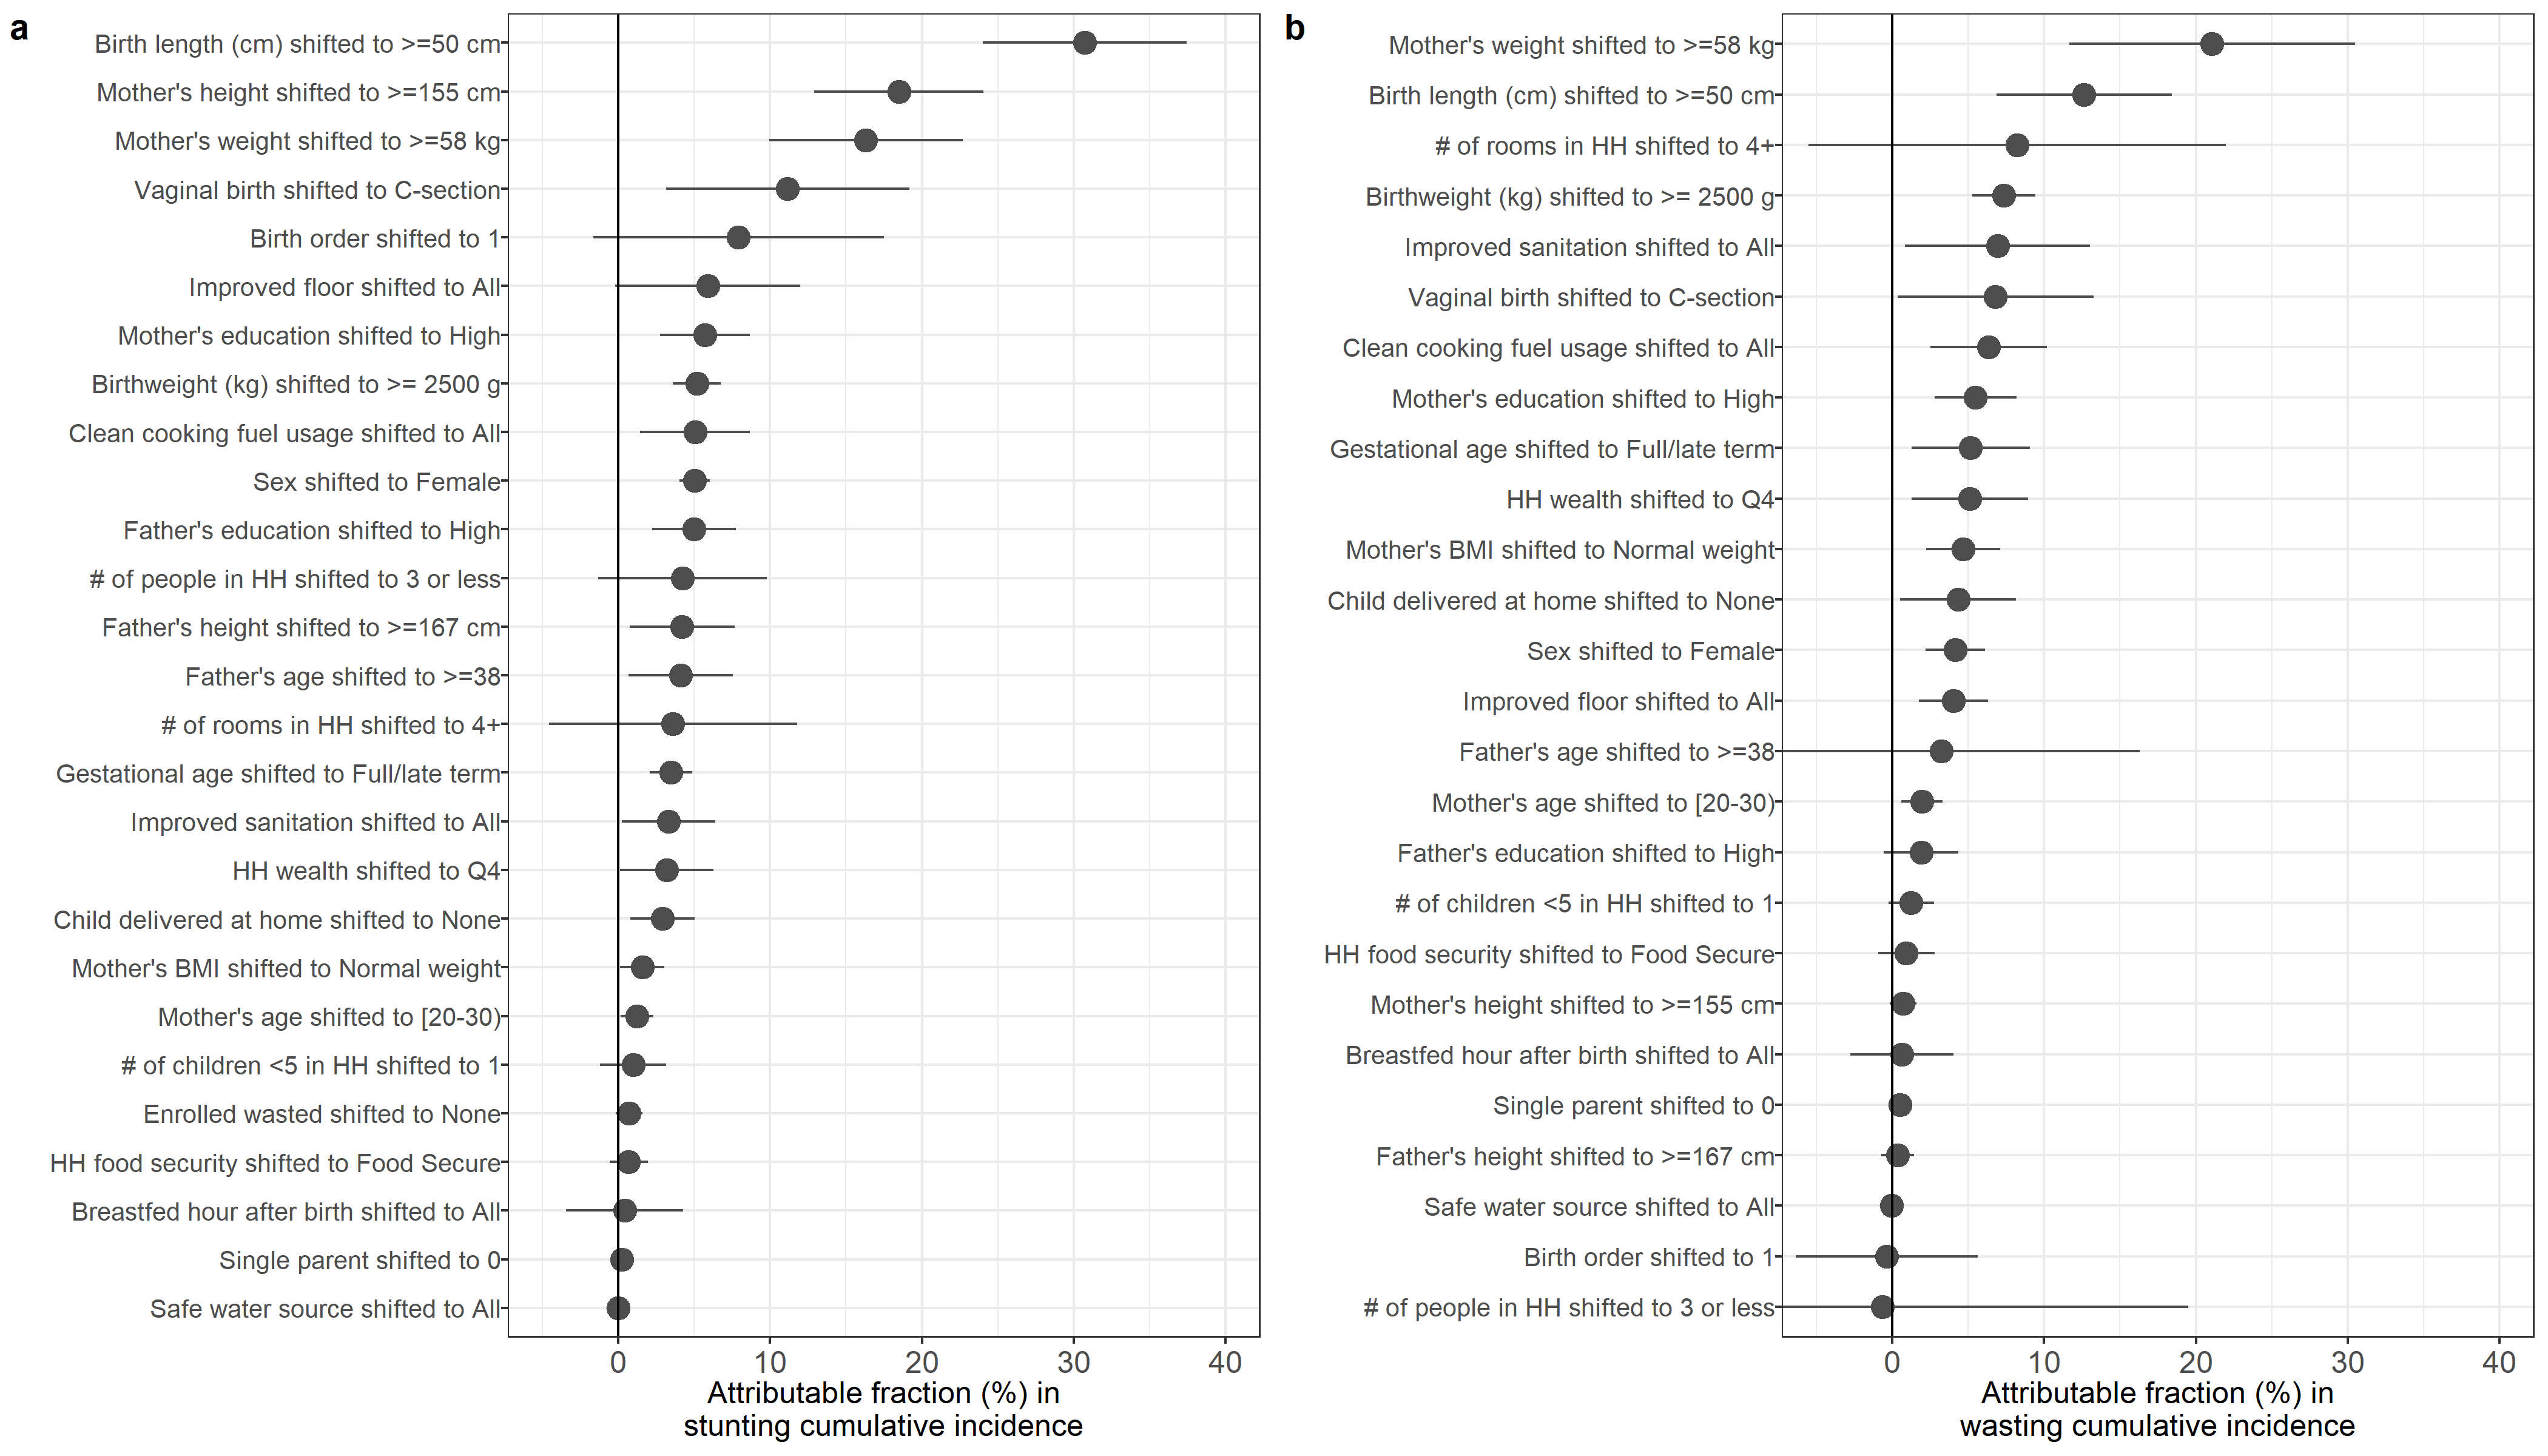 a
Birth length (cm) shifted to >=50 cm
Mother's height shifted to >=155 cm
Mother's weight shifted to >=58 kg
Vaginal birth shifted to C-section
Birth order shifted to 1
Improved floor shifted to All
Mother's education shifted to High
Birthweight (kg) shifted to >= 2500 g
Clean cooking fuel usage shifted to All
Sex shifted to Female
Father's education shifted to High
# of people in HH shifted to 3 or less
Father's height shifted to >=167 cm
Father's age shifted to >=38
# of rooms in HH shifted to 4+
Gestational age shifted to Full/late term
Improved sanitation shifted to All
HH wealth shifted to Q4
Child delivered at home shifted to None
Mother's BMI shifted to Normal weight
Mother's age shifted to [20-30)
# of children <5 in HH shifted to 1
Enrolled wasted shifted to None
HH food security shifted to Food Secure
Breastfed hour after birth shifted to All
Single parent shifted to 0
Safe water source shifted to All
0 10 20 30 40
Attributable fraction (%) in
stunting cumulative incidence
b
Mother's weight shifted to >=58 kg
Birth length (cm) shifted to >=50 cm
# of rooms in HH shifted to 4+
Birthweight (kg) shifted to >= 2500 g
Improved sanitation shifted to All
Vaginal birth shifted to C-section
Clean cooking fuel usage shifted to All
Mother's education shifted to High
Gestational age shifted to Full/late term
HH wealth shifted to Q4
Mother's BMI shifted to Normal weight
Child delivered at home shifted to None
Sex shifted to Female
Improved floor shifted to All
Father's age shifted to >=38
Mother's age shifted to [20-30)
Father's education shifted to High
# of children <5 in HH shifted to 1
HH food security shifted to Food Secure
Mother's height shifted to >=155 cm
Breastfed hour after birth shifted to All
Single parent shifted to 0
Father's height shifted to >=167 cm
Safe water source shifted to All
Birth order shifted to 1
# of people in HH shifted to 3 or less
0 10 20 30 40
Attributable fraction (%) in
wasting cumulative incidence